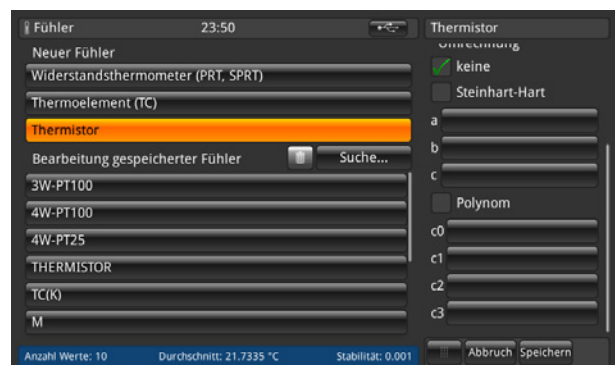 Fühler 23:50
Neuer Fühler
Widerstandsthermometer (PRT, SPRT)
Thermoelement (TC)
Thermistor
Bearbeitung gespeicherter Fühler Suche...
3W-PT100
4W-PT100
4W-PT25
THERMISTOR
TC(K)
M
Anzahl Werte: 10 Durchschnitt: 21.7335 °C Stabilität: 0.001
Thermistor
Umrechnung
keine
Steinhart-Hart
a
b
c
Polynom
c0
c1
c2
c3
Abbruch Speichern